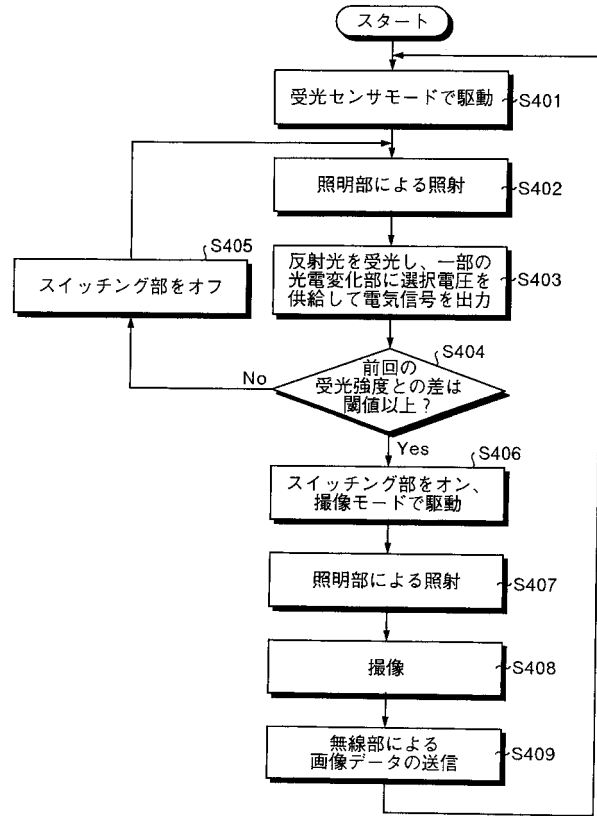 スタート
受光センサモードで駆動
S401
照明部による照射
S402
反射光を受光し、一部の
光電変化部に選択電圧を
供給して電気信号を出力
S403
前回の
受光強度との差は
閾値以上？
S404
No
S405
スイッチング部をオフ
Yes
S406
スイッチング部をオン、
撮像モードで駆動
照明部による照射
S407
撮像
S408
無線部による
画像データの送信
S409